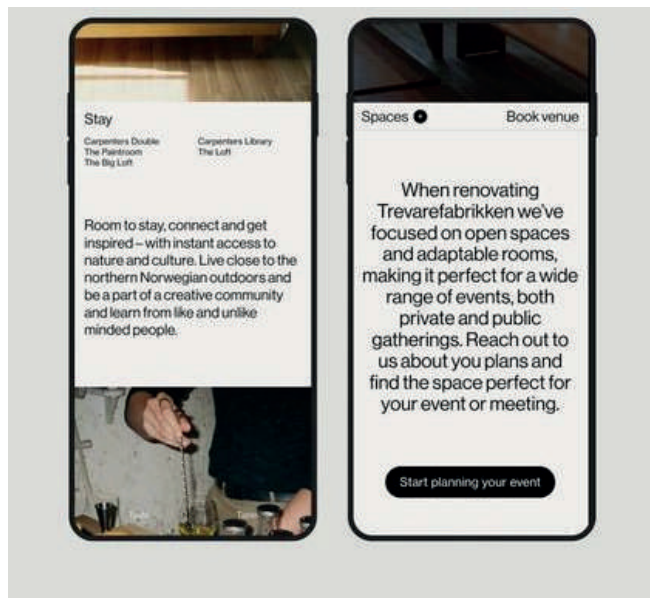 Stay
Carpenters Double
Carpenters Library
The Paintroom
The Loft
The Big Loft
Room to stay, connect and get
inspired – with instant access to
nature and culture. Live close to the
northern Norwegian outdoors and
be a part of a creative community
and learn from like and unlike
minded people.
Spaces
Book venue
When renovating
Trevarefabrikken we’ve
focused on open spaces
and adaptable rooms,
making it perfect for a wide
range of events, both
private and public
gatherings. Reach out to
us about you plans and
find the space perfect for
your event or meeting.
Start planning your event